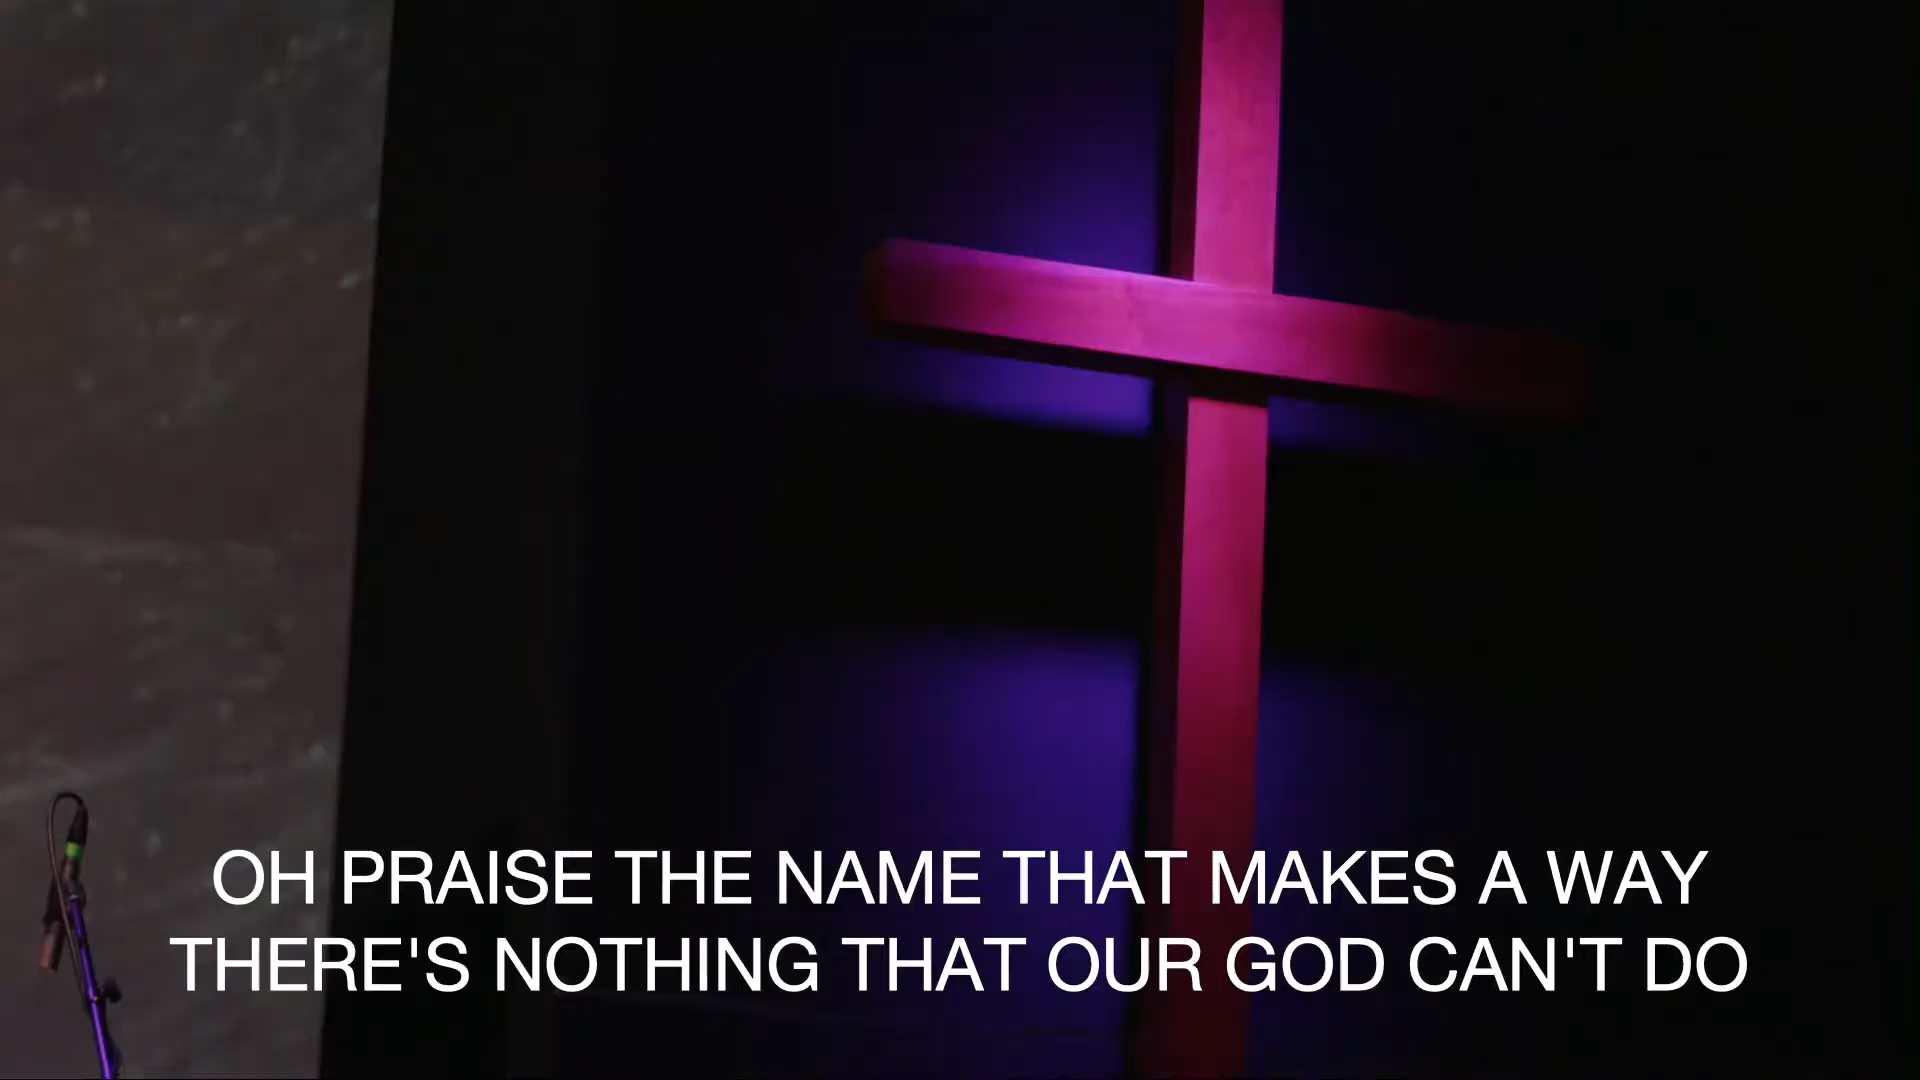 OH PRAISE THE NAME THAT MAKES A WAY
THERE'S NOTHING THAT OUR GOD CAN'T DO